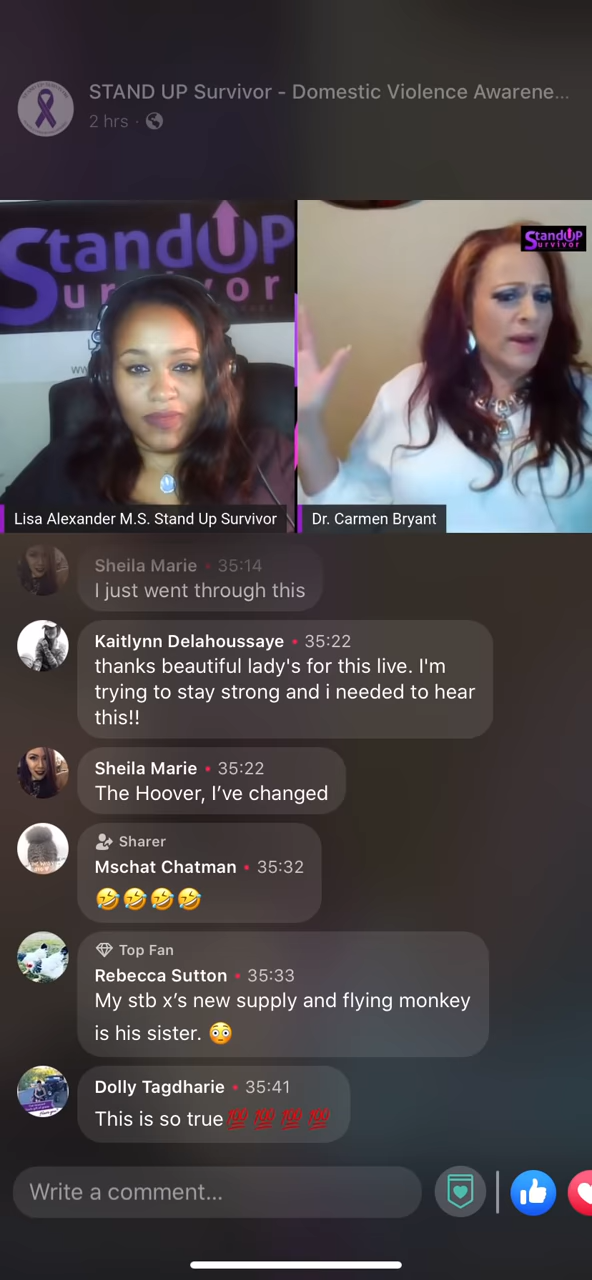 STAND UP Survivor - Domestic Violence Awarene...
2 hrs ·
StandUP
Survivor
StandUP
Survivor
Lisa Alexander M.S. Stand Up Survivor
Dr. Carmen Bryant
Sheila Marie • 35:14
I just went through this
Kaitlynn Delahoussaye • 35:22
thanks beautiful lady's for this live. I'm
trying to stay strong and i needed to hear
this!!
Sheila Marie • 35:22
The Hoover, I've changed
Sharer
Mschat Chatman • 35:32
🤣🤣🤣🤣
Top Fan
Rebecca Sutton • 35:33
My stb x's new supply and flying monkey
is his sister. 😳
Dolly Tagdharie • 35:41
This is so true💯💯💯💯
Write a comment...